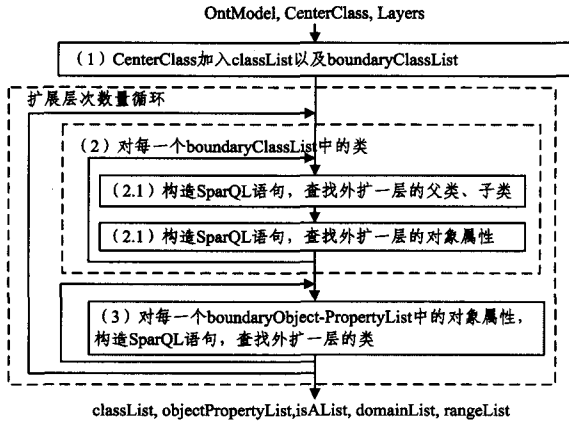 OntModel, CenterClass, Layers
（1）CenterClass加入classList以及boundaryClassList
扩展层次数量循环
（2）对每一个boundaryClassList中的类
（2.1）构造SparQL语句，查找外扩一层的父类、子类
（2.1）构造SparQL语句，查找外扩一层的对象属性
（3）对每一个boundaryObject-PropertyList中的对象属性，
构造SparQL语句，查找外扩一层的类
classList, objectPropertyList,isAList, domainList, rangeList